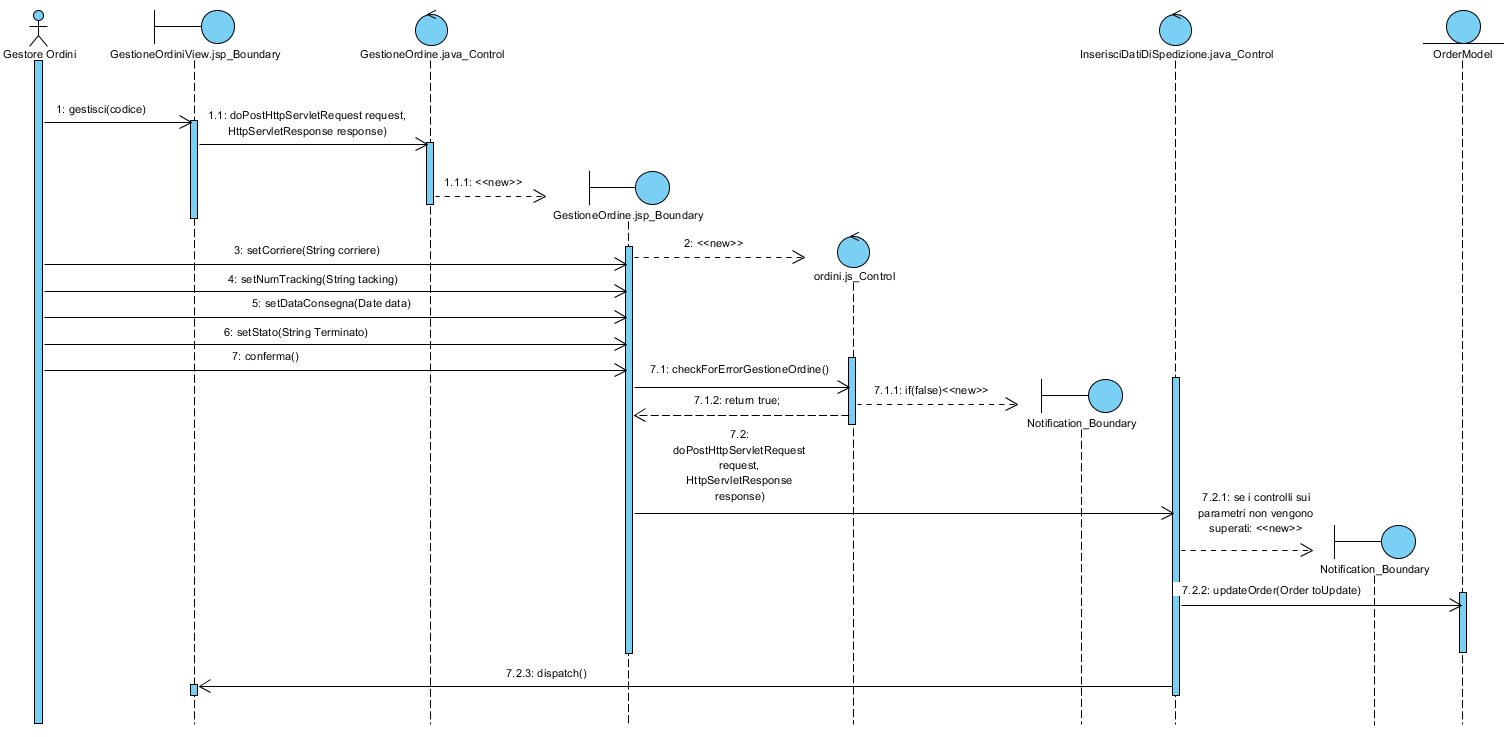 Gestore Ordini
GestioneOrdiniView.jsp_Boundary
GestioneOrdine.java_Control
InserisciDatiDiSpedizione.java_Control
OrderModel
1: gestisci(codice)
1.1: doPostHttpServletRequest request,
HttpServletResponse response)
1.1.1: <<new>>
GestioneOrdine.jsp_Boundary
2: <<new>>
ordini.js_Control
3: setCorriere(String corriere)
4: setNumTracking(String tacking)
5: setDataConsegna(Date data)
6: setStato(String Terminato)
7: conferma()
7.1: checkForErrorGestioneOrdine()
7.1.1: if(false)<<new>>
7.1.2: return true;
Notification_Boundary
7.2:
doPostHttpServletRequest
request,
HttpServletResponse
response)
7.2.1: se i controlli sui
parametri non vengono
superati: <<new>>
Notification_Boundary
7.2.2: updateOrder(Order toUpdate)
7.2.3: dispatch()